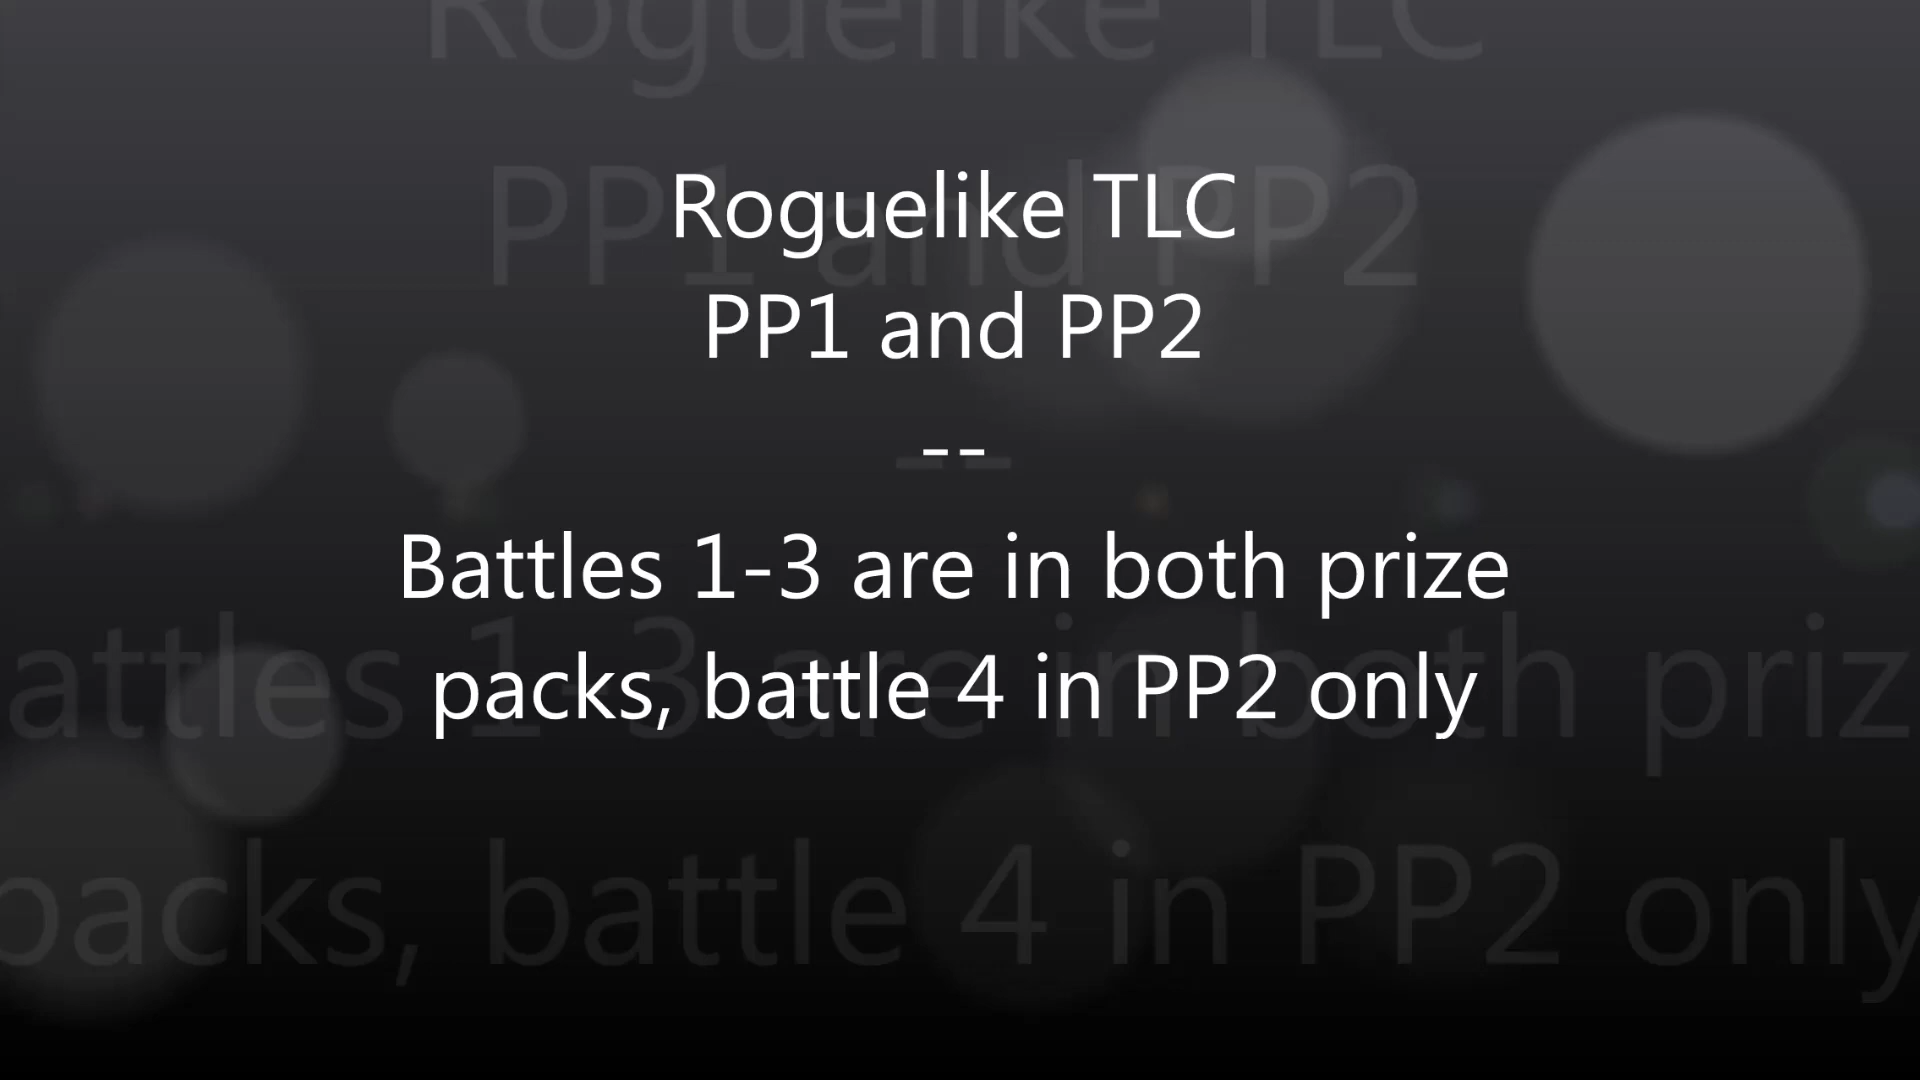 Roguelike TLC
PP1 and PP2
--
Battles 1-3 are in both prize
packs, battle 4 in PP2 only